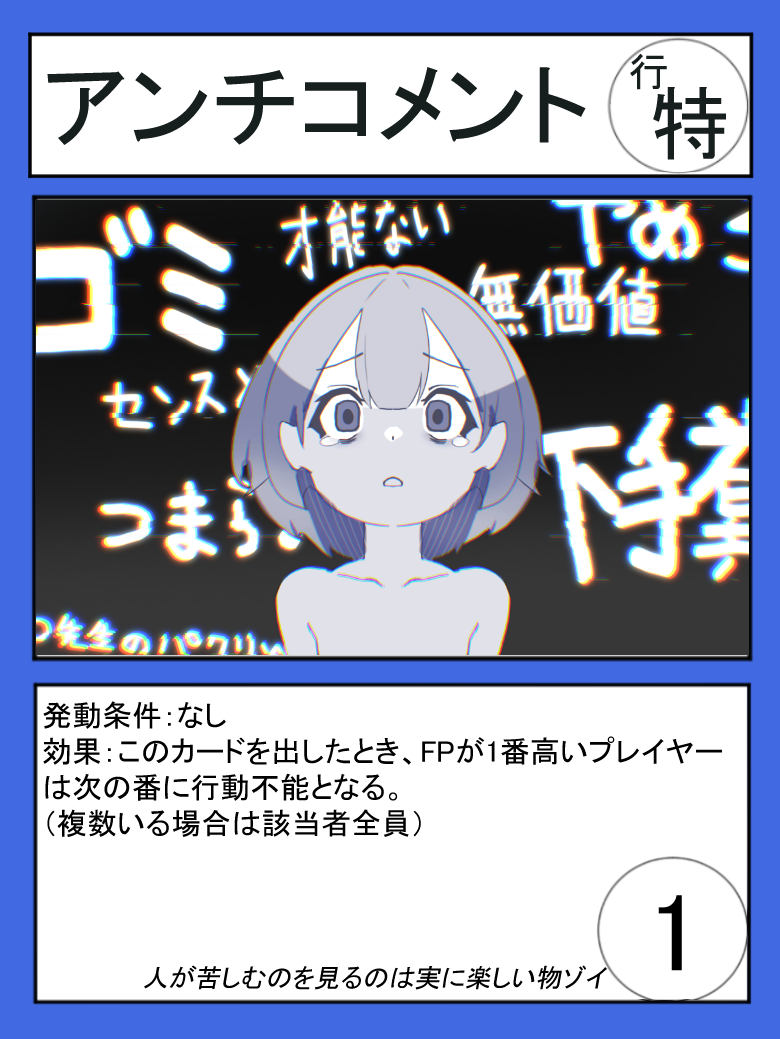 アンチコメント
行
特
ゴミ
才能ない
やめろ
無価値
センス
つまらん
下手
先生のパクリ
発動条件：なし
効果：このカードを出したとき、FPが1番高いプレイヤー
は次の番に行動不能となる。
（複数いる場合は該当者全員）
1
人が苦しむのを見るのは実に楽しい物ゾイ